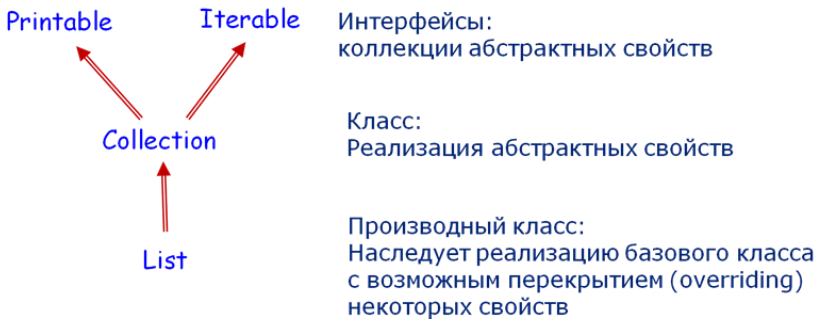 Printable
Iterable
Интерфейсы:
коллекции абстрактных свойств
Collection
Класс:
Реализация абстрактных свойств
List
Производный класс:
Наследует реализацию базового класса
с возможным перекрытием (overriding)
некоторых свойств